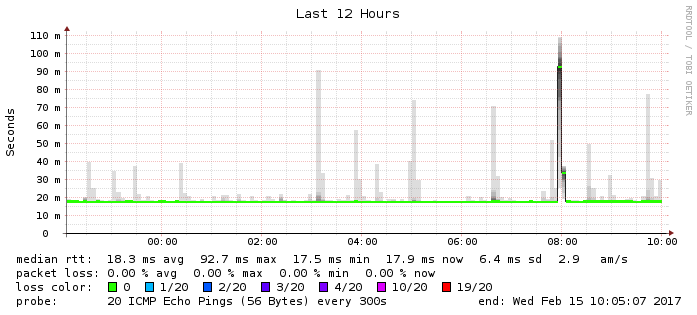 Last 12 Hours
RRDTOOL / TOBI OETIKER
Seconds
110 m
100 m
90 m
80 m
70 m
60 m
50 m
40 m
30 m
20 m
10 m
0
00:00 02:00 04:00 06:00 08:00 10:00
median rtt: 18.3 ms avg 92.7 ms max 17.5 ms min 17.9 ms now 6.4 ms sd 2.9 am/s
packet loss: 0.00 % avg 0.00 % max 0.00 % min 0.00 % now
loss color: 0 1/20 2/20 3/20 4/20 10/20 19/20
probe: 20 ICMP Echo Pings (56 Bytes) every 300s end: Wed Feb 15 10:05:07 2017